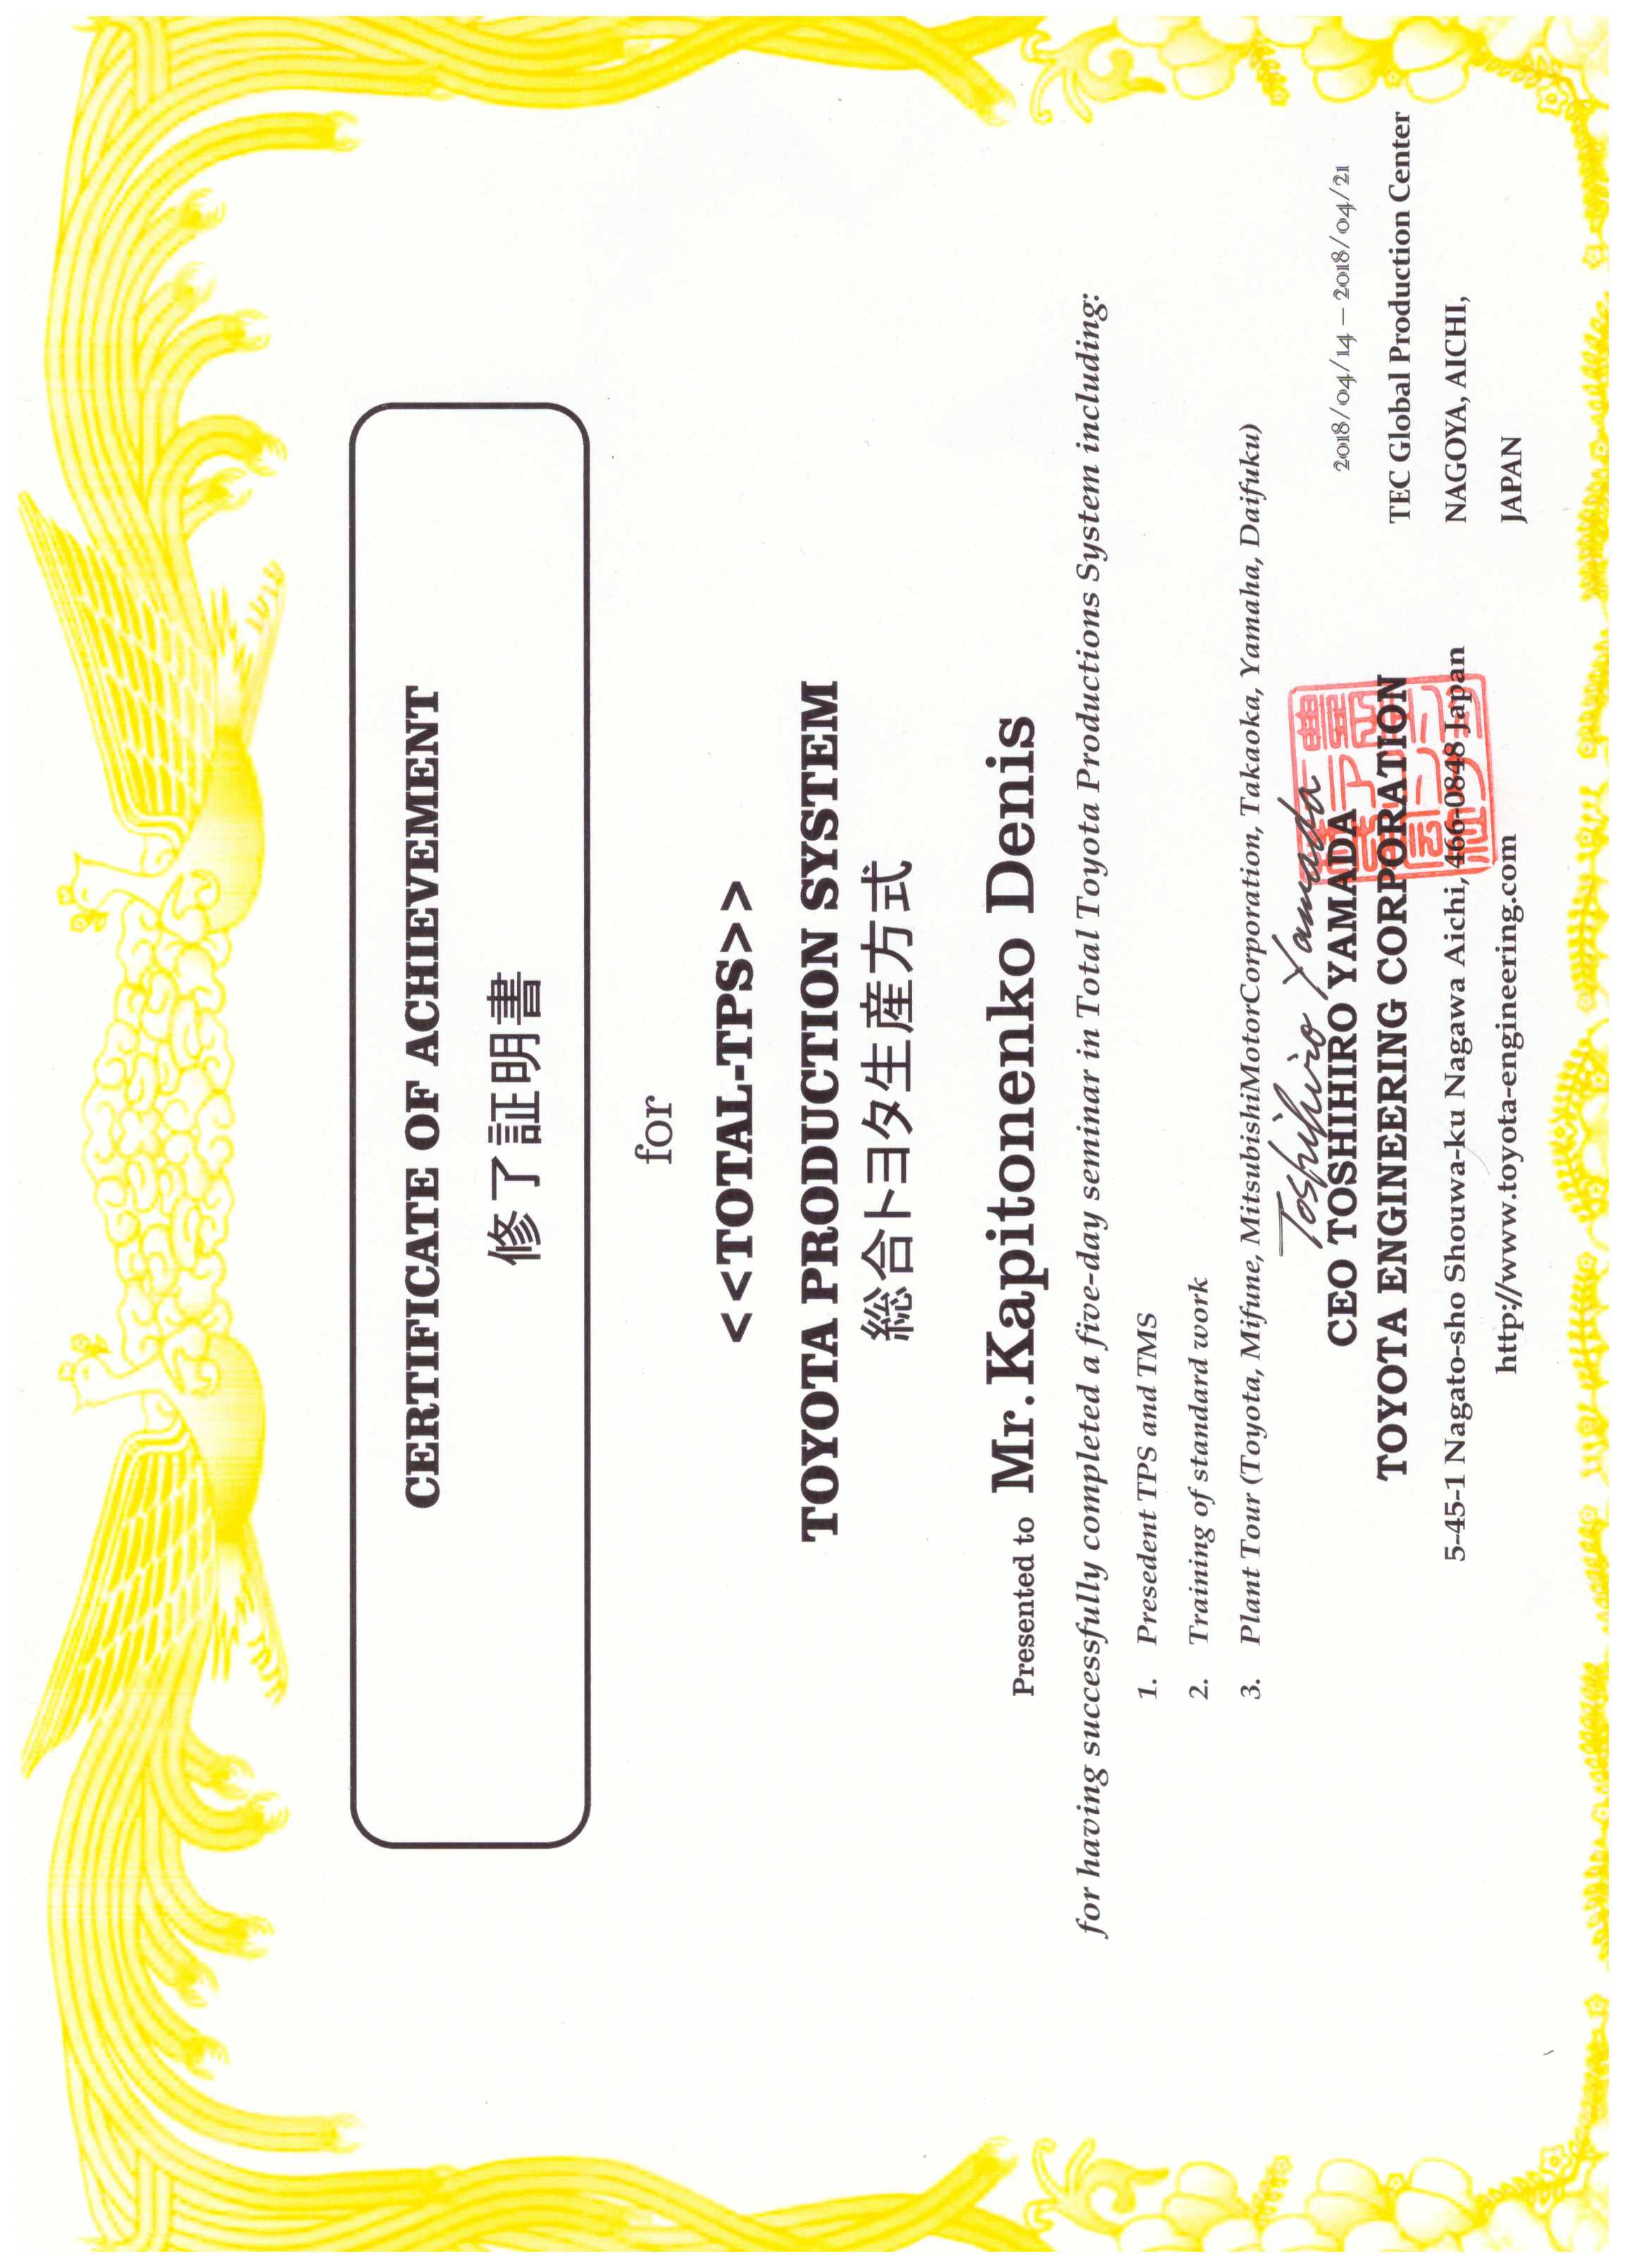 CERTIFICATE OF ACHIEVEMENT
修了証明書
for
<<TOTAL-TPS>>
TOYOTA PRODUCTION SYSTEM
総合トヨタ生産方式
Presented to Mr.Kapitonenko Denis
for having successfully completed a five-day seminar in Total Toyota Productions System including:
1. Presedent TPS and TMS
2. Training of standard work
3. Plant Tour (Toyota, Mifune, MitsubishiMotorCorporation, Takaoka, Yamaha, Daifuku)
Toshihiro Yamada
CEO TOSHIHIRO YAMADA
TOYOTA ENGINEERING CORPORATION
5-45-1 Nagato-sho Shouwa-ku Nagawa Aichi, 466-0848 Japan
http://www.toyota-engineering.com
2018/04/14 – 2018/04/21
TEC Global Production Center
NAGOYA, AICHI,
JAPAN